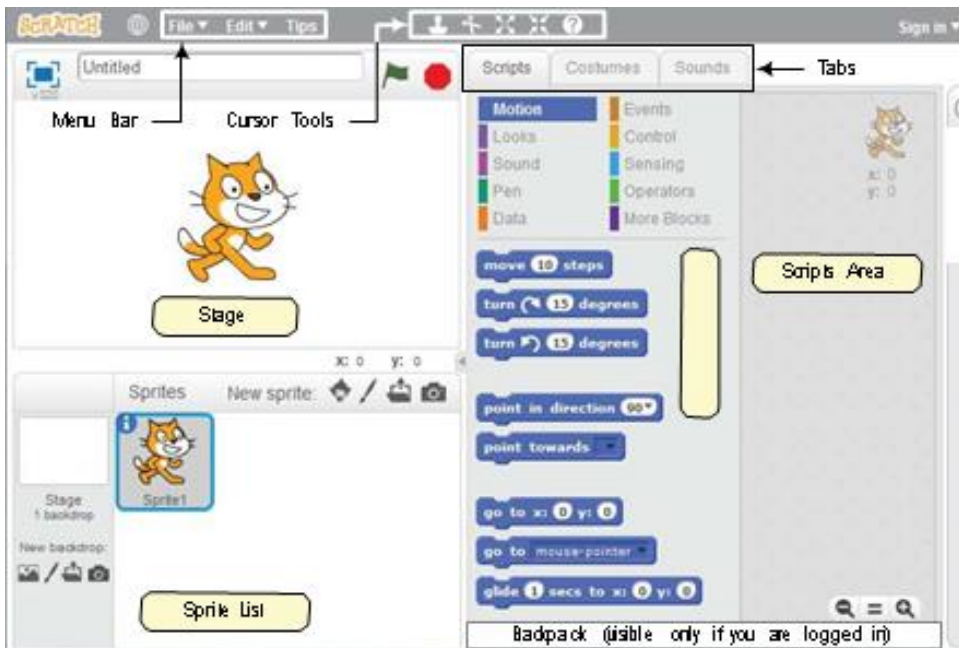 SCRATCH File Edit Tips Sign in
Untitled
v
Menu Bar Cursor Tools
Stage
x: 0 y: 0
Sprites New sprite:
Sprite1
Stage
1 backdrop
New backdrop:
Sprite List
Scripts Costumes Sounds Tabs
Motion Events
Looks Control
Sound Sensing
Pen Operators
Data More Blocks
x: 0
y: 0
move 10 steps
turn 15 degrees
turn 15 degrees
point in direction 90
point towards
go to x: 0 y: 0
go to mouse-pointer
glide 1 secs to x: 0 y: 0
Scripts Area
Badpack (visible only if you are logged in)